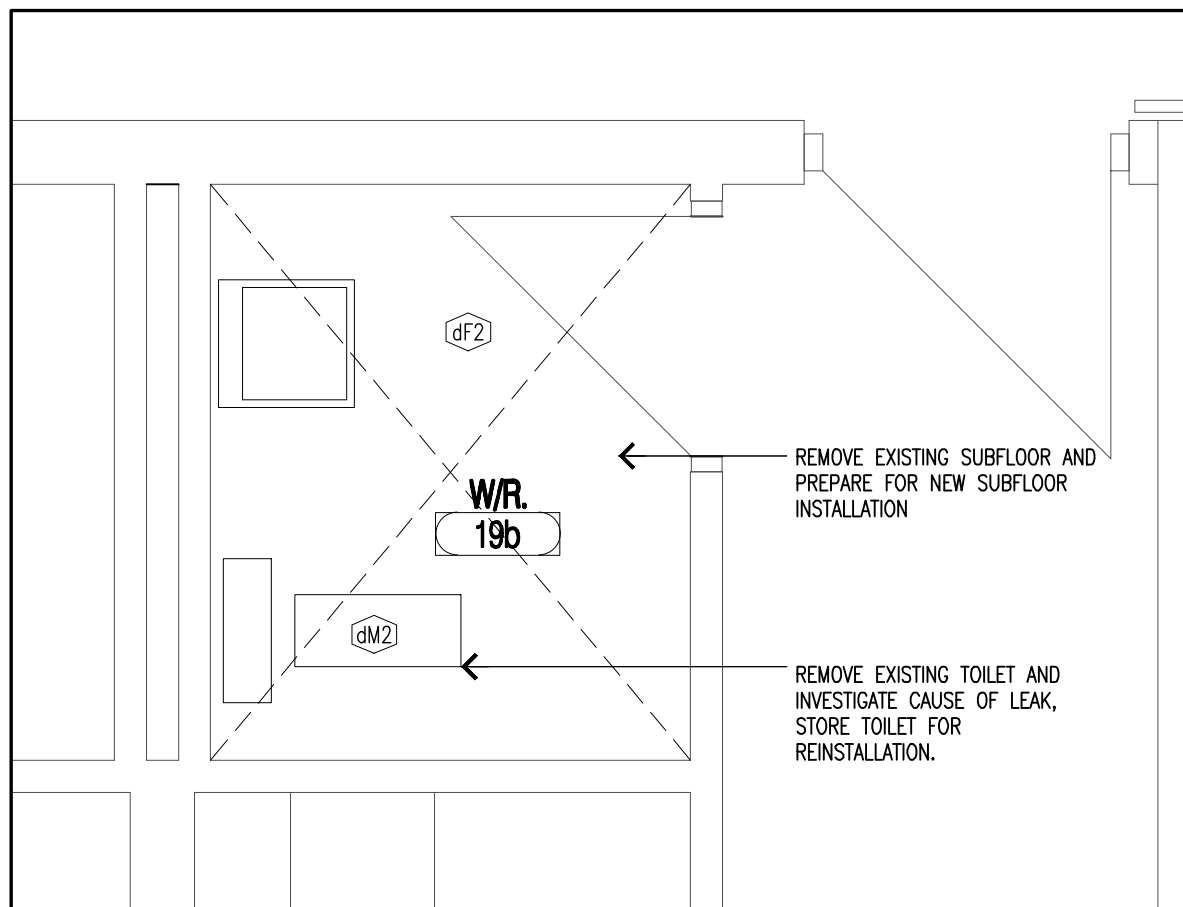 dF2
REMOVE EXISTING SUBFLOOR AND
PREPARE FOR NEW SUBFLOOR
INSTALLATION
W/R.
19b
dM2
REMOVE EXISTING TOILET AND
INVESTIGATE CAUSE OF LEAK,
STORE TOILET FOR
REINSTALLATION.